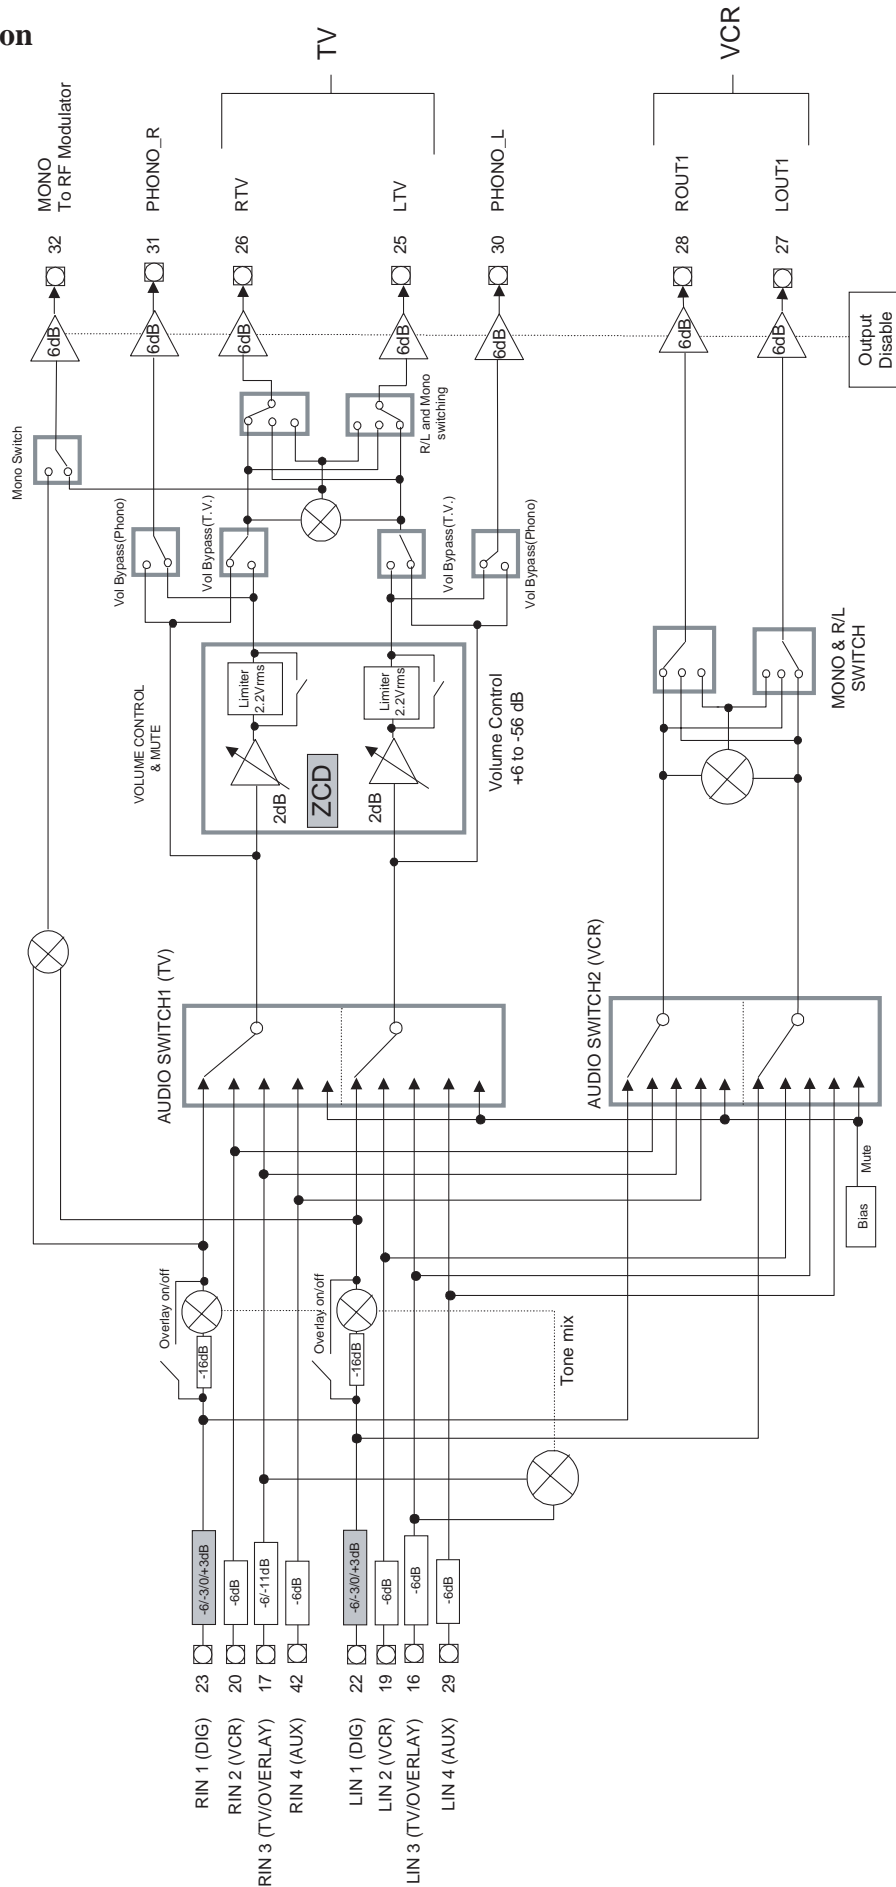 on
TV
VCR
MONO
To RF Modulator
PHONO_R
RTV
LTV
PHONO_L
ROUT1
LOUT1
32
31
26
25
30
28
27
6dB
6dB
6dB
6dB
6dB
6dB
6dB
Output
Disable
Mono Switch
R/L and Mono
switching
Vol Bypass(Phono)
Vol Bypass(T.V.)
Vol Bypass(T.V.)
Vol Bypass(Phono)
MONO & R/L
SWITCH
VOLUME CONTROL
& MUTE
Limiter
2.2Vrms
Limiter
2.2Vrms
2dB
ZCD
2dB
Volume Control
+6 to -56 dB
AUDIO SWITCH1 (TV)
AUDIO SWITCH2 (VCR)
Mute
Bias
Overlay on/off
-16dB
Overlay on/off
-16dB
Tone mix
-6/-3/0/+3dB
-6dB
-6/-11dB
-6dB
-6/-3/0/+3dB
-6dB
-6dB
-6dB
RIN 1 (DIG) 23
RIN 2 (VCR) 20
RIN 3 (TV/OVERLAY) 17
RIN 4 (AUX) 42
LIN 1 (DIG) 22
LIN 2 (VCR) 19
LIN 3 (TV/OVERLAY) 16
LIN 4 (AUX) 29